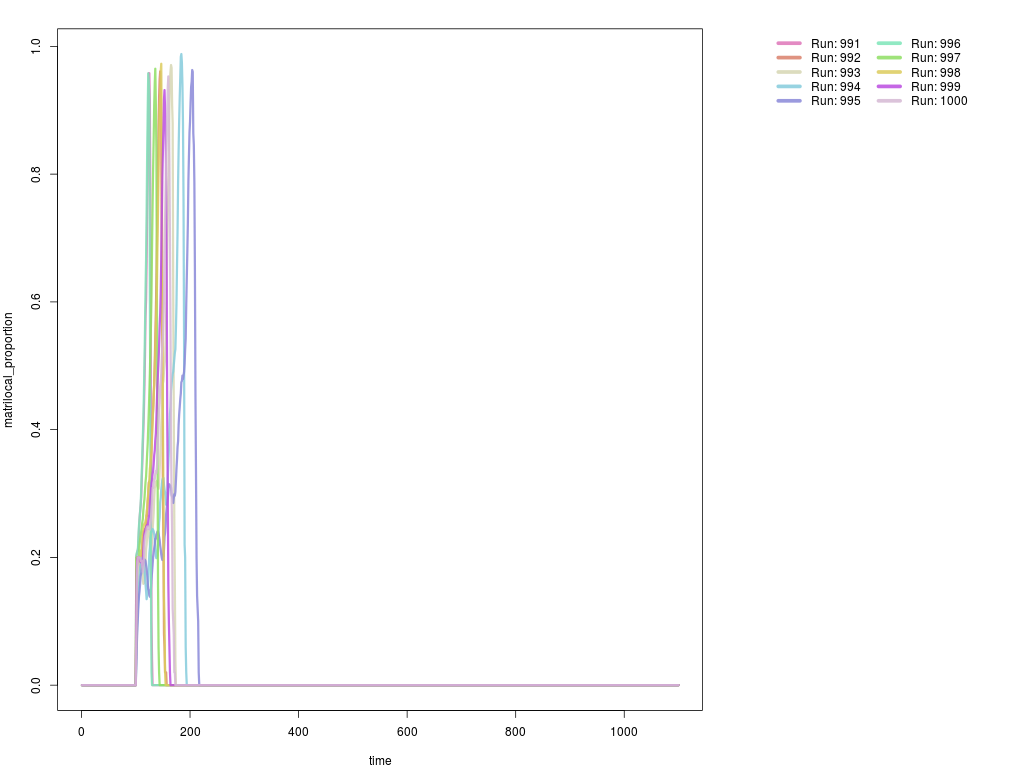 1.0
0.8
0.6
0.4
0.2
0.0
matrilocal_proportion
0 200 400 600 800 1000
time
Run: 991 Run: 996
Run: 992 Run: 997
Run: 993 Run: 998
Run: 994 Run: 999
Run: 995 Run: 1000